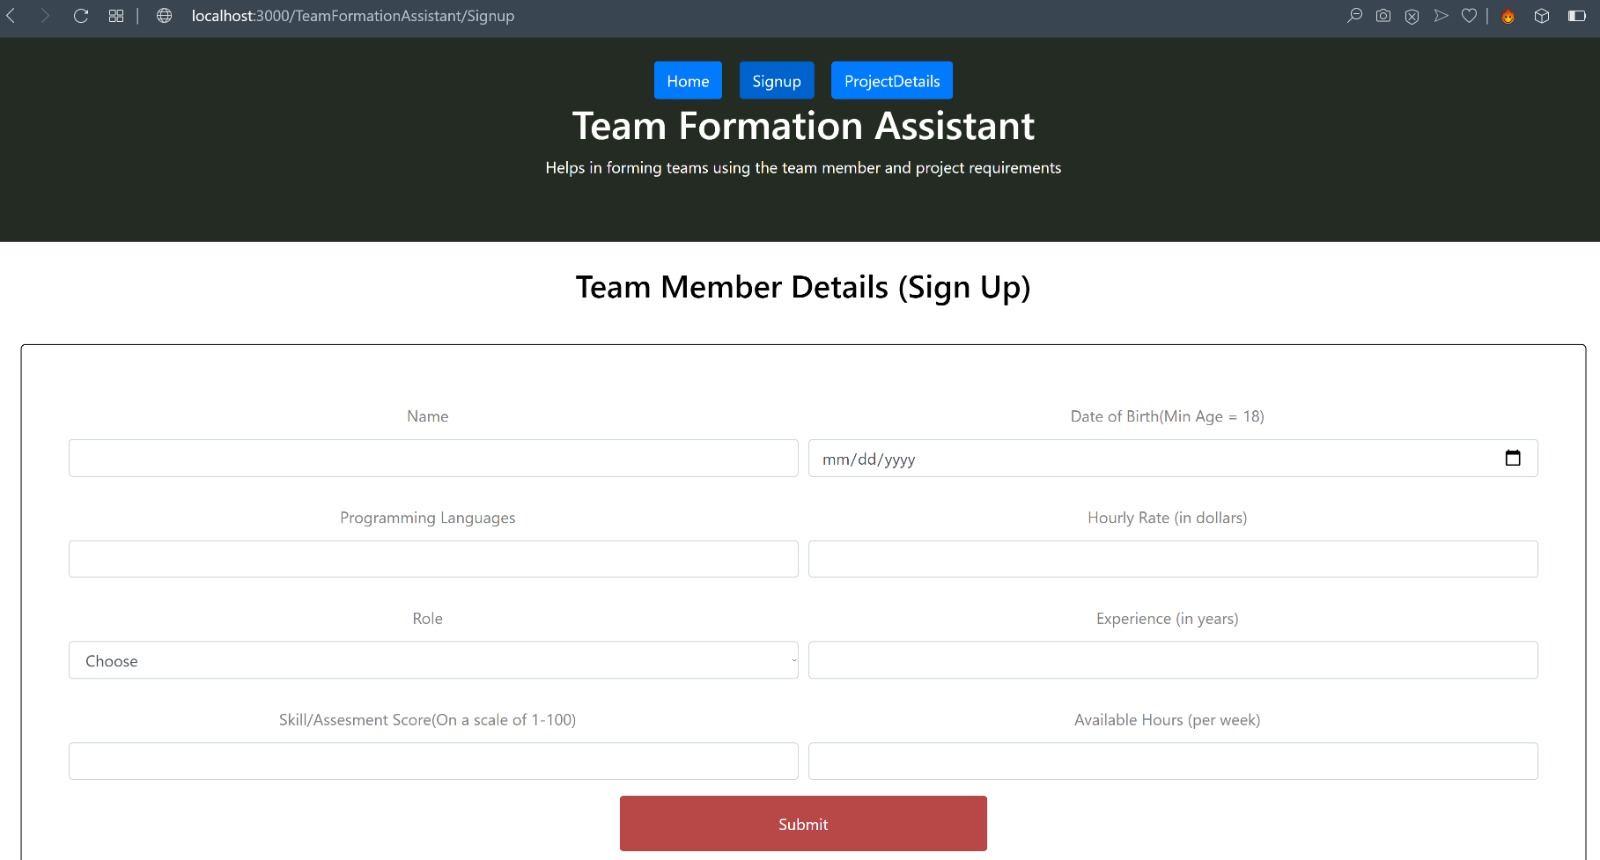 localhost:3000/TeamFormationAssistant/Signup
Home Signup ProjectDetails
Team Formation Assistant
Helps in forming teams using the team member and project requirements
Team Member Details (Sign Up)
Name Date of Birth(Min Age = 18)
mm/dd/yyyy
Programming Languages Hourly Rate (in dollars)
Role Experience (in years)
Choose
Skill/Assesment Score(On a scale of 1-100) Available Hours (per week)
Submit